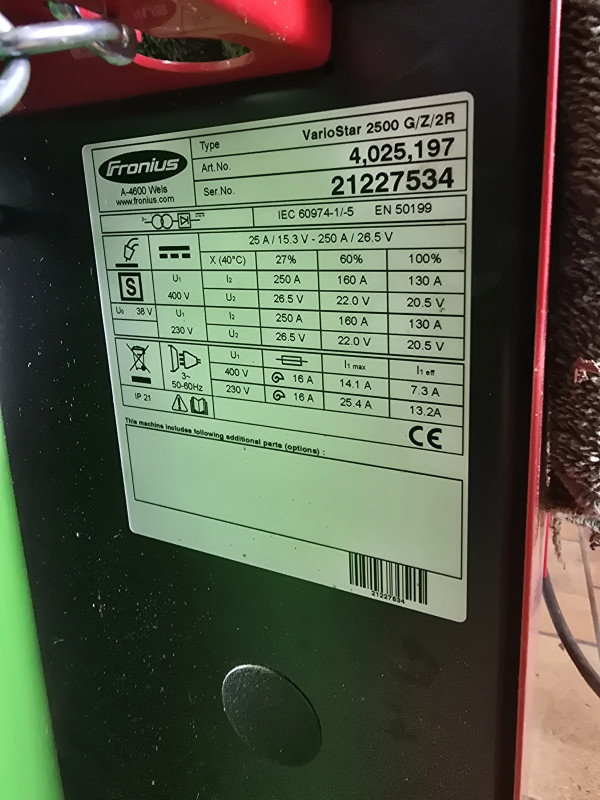 Fronius
A-4600 Wels
www.fronius.com
Type VarioStar 2500 G/Z/2R
Art.No. 4,025,197
Ser.No. 21227534
IEC 60974-1/-5 EN 50199
25 A / 15.3 V - 250 A / 26.5 V
X (40°C) 27% 60% 100%
S
U0 38 V
U1 400 V I2 250 A 160 A 130 A
U2 26.5 V 22.0 V 20.5 V
U1 230 V I2 250 A 160 A 130 A
U2 26.5 V 22.0 V 20.5 V
3~
50-60Hz
U1 I1 max I1 eff
400 V 16 A 14.1 A 7.3 A
230 V 16 A 25.4 A 13.2A
IP 21
CE
This machine includes following additional parts (options) :
21227534